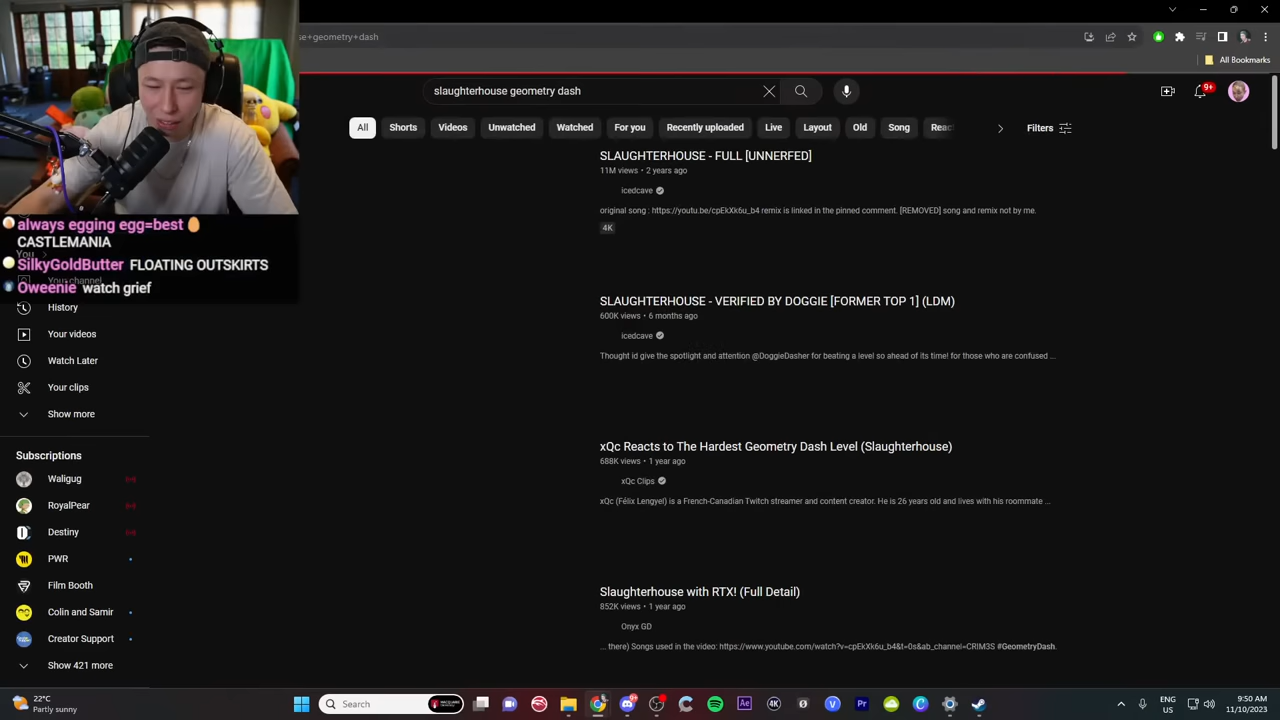 se+geometry+dash
All Bookmarks
slaughterhouse geometry dash
9+
All
Shorts
Videos
Unwatched
Watched
For you
Recently uploaded
Live
Layout
Old
Song
Filters
always egging egg=best
CASTLEMANIA
SilkyGoldButter FLOATING OUTSKIRTS
Oweenie watch grief
You
Your channel
History
Your videos
Watch Later
Your clips
Show more
Subscriptions
Waligug
RoyalPear
Destiny
PWR
Film Booth
Colin and Samir
Creator Support
Show 421 more
SLAUGHTERHOUSE - FULL [UNNERFED]
11M views • 2 years ago
icedcave
original song : https://youtu.be/cpEkXk6u_b4 remix is linked in the pinned comment. [REMOVED] song and remix not by me.
4K
SLAUGHTERHOUSE - VERIFIED BY DOGGIE [FORMER TOP 1] (LDM)
600K views • 6 months ago
icedcave
Thought id give the spotlight and attention @DoggieDasher for beating a level so ahead of its time! for those who are confused ...
xQc Reacts to The Hardest Geometry Dash Level (Slaughterhouse)
688K views • 1 year ago
xQc Clips
xQc (Félix Lengyel) is a French-Canadian Twitch streamer and content creator. He is 26 years old and lives with his roommate ...
Slaughterhouse with RTX! (Full Detail)
852K views • 1 year ago
Onyx GD
... there) Songs used in the video: https://www.youtube.com/watch?v=cpEkXk6u_b4&t=0s&ab_channel=CRIM3S #GeometryDash.
22°C
Partly sunny
Search
9+
Ae
Pr
ENG
US
9:50 AM
11/10/2023